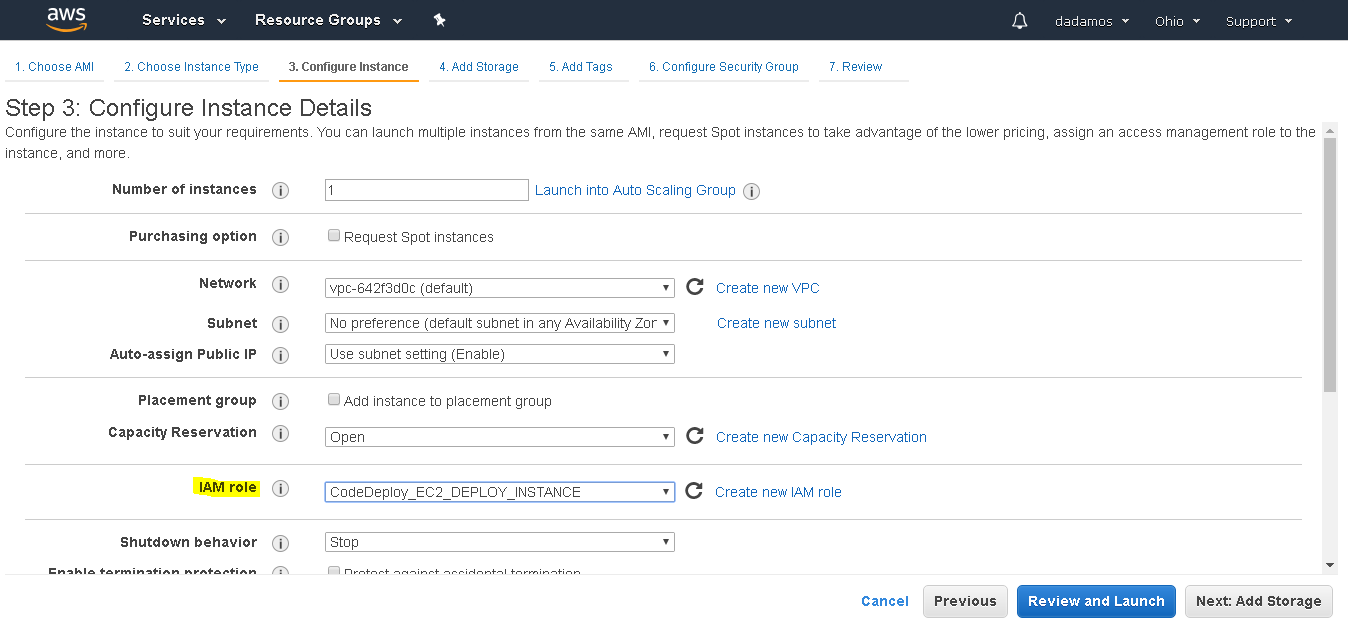 aws Services Resource Groups dadamos Ohio Support
1. Choose AMI 2. Choose Instance Type 3. Configure Instance 4. Add Storage 5. Add Tags 6. Configure Security Group 7. Review
Step 3: Configure Instance Details
Configure the instance to suit your requirements. You can launch multiple instances from the same AMI, request Spot instances to take advantage of the lower pricing, assign an access management role to the
instance, and more.
Number of instances i 1 Launch into Auto Scaling Group i
Purchasing option i Request Spot instances
Network i vpc-642f3d0c (default) Create new VPC
Subnet i No preference (default subnet in any Availability Zor Create new subnet
Auto-assign Public IP i Use subnet setting (Enable)
Placement group i Add instance to placement group
Capacity Reservation i Open Create new Capacity Reservation
IAM role i CodeDeploy_EC2_DEPLOY_INSTANCE Create new IAM role
Shutdown behavior i Stop
Enable termination protection i Protect against accidental termination
Cancel Previous Review and Launch Next: Add Storage